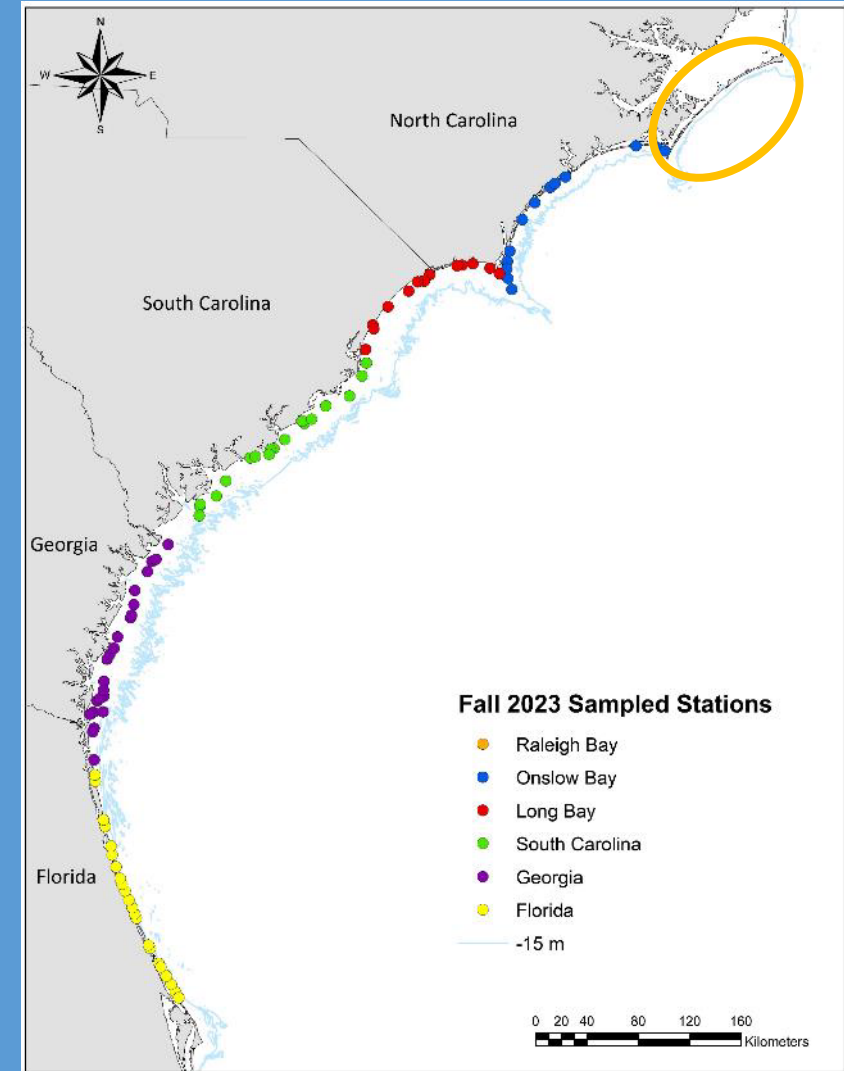 N
W E
S
North Carolina
South Carolina
Georgia
Florida
Fall 2023 Sampled Stations
Raleigh Bay
Onslow Bay
Long Bay
South Carolina
Georgia
Florida
-15 m
0 20 40 80 120 160
Kilometers